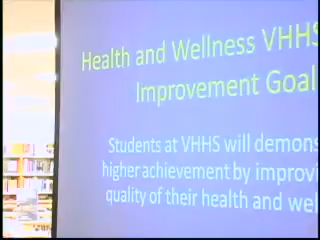 Health and Wellness VHHS
Improvement Goal
Students at VHHS will demons
higher achievement by improvi
quality of their health and wel